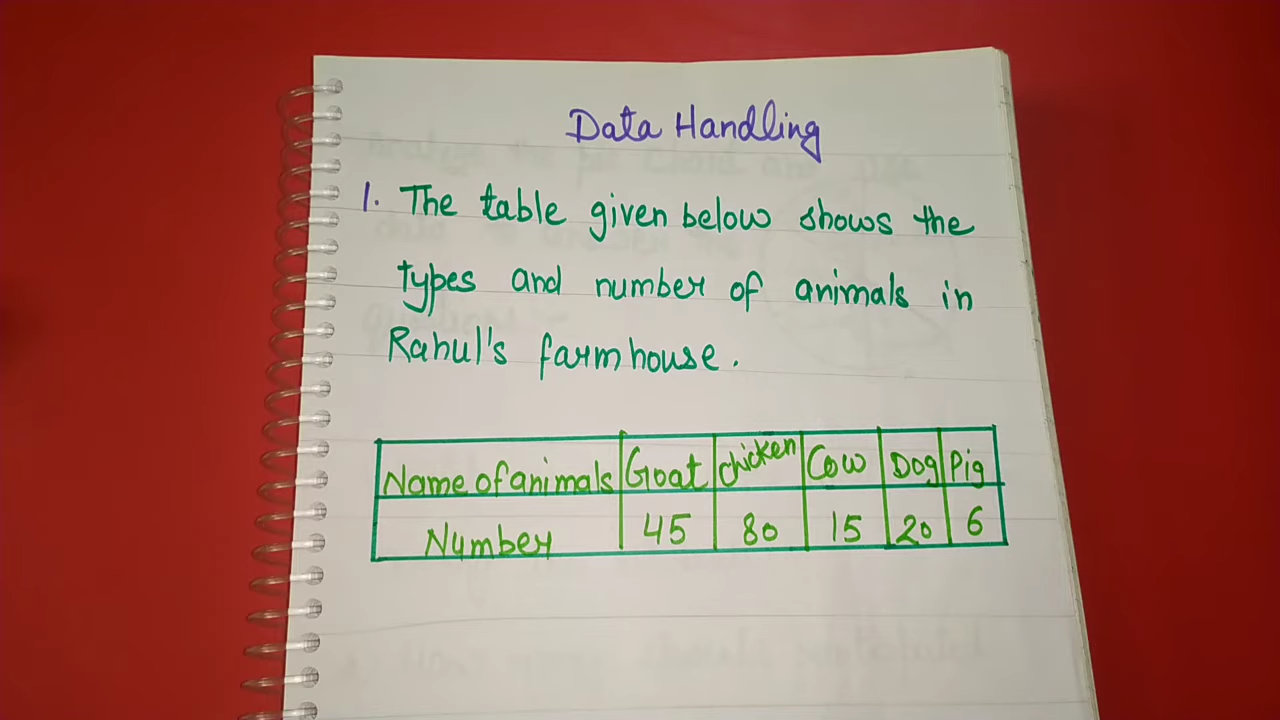 Data Handling
1. The table given below shows the
types and number of animals in
Rahul's farmhouse.
Name of animals Goat chicken Cow Dog Pig
Number 45 80 15 20 6